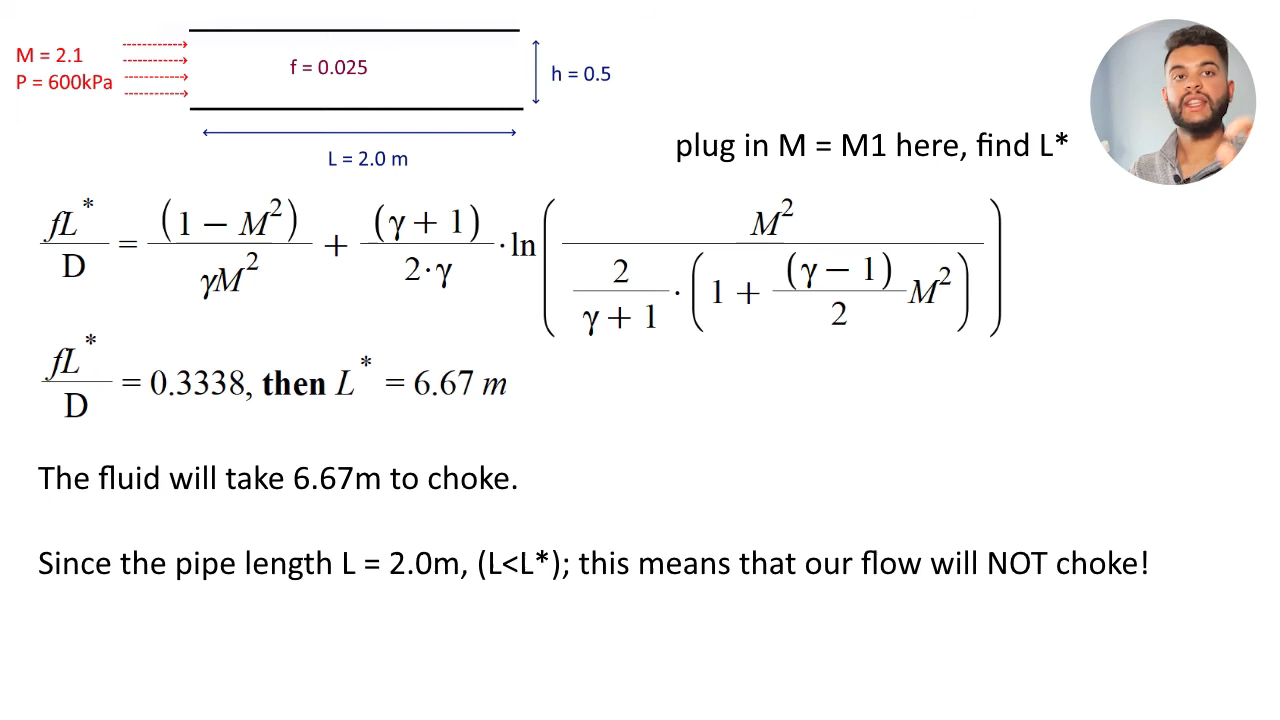 M = 2.1
P = 600kPa
f = 0.025
h = 0.5
L = 2.0 m
plug in M = M1 here, find L*
fL*/D = (1 − M²)/γM² + (γ + 1)/2·γ ·ln(M²/(2/(γ + 1) · (1 + (γ − 1)/2 M²)))
fL*/D = 0.3338, then L* = 6.67 m
The fluid will take 6.67m to choke.
Since the pipe length L = 2.0m, (L<L*); this means that our flow will NOT choke!